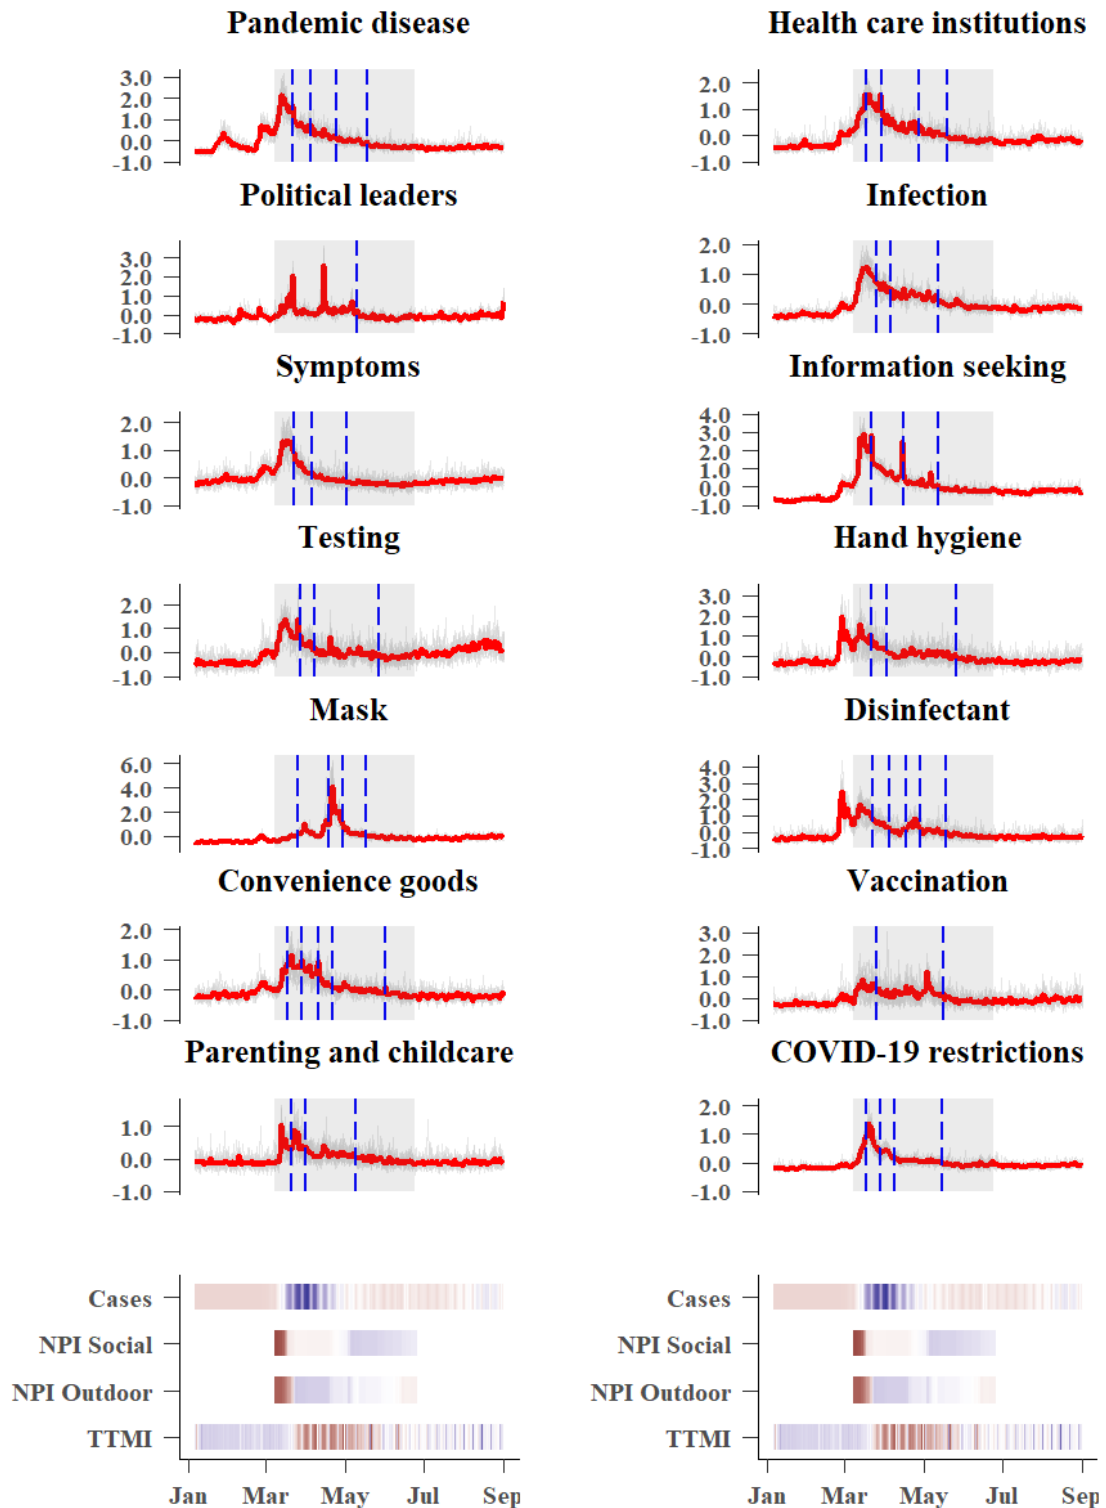 Pandemic disease
Health care institutions
3.0
2.0
1.0
0.0
-1.0
2.0
1.0
0.0
-1.0
Political leaders
Infection
3.0
2.0
1.0
0.0
-1.0
2.0
1.0
0.0
-1.0
Symptoms
Information seeking
2.0
1.0
0.0
-1.0
4.0
3.0
2.0
1.0
0.0
-1.0
Testing
Hand hygiene
2.0
1.0
0.0
-1.0
3.0
2.0
1.0
0.0
-1.0
Mask
Disinfectant
6.0
4.0
2.0
0.0
4.0
3.0
2.0
1.0
0.0
-1.0
Convenience goods
Vaccination
2.0
1.0
0.0
-1.0
3.0
2.0
1.0
0.0
-1.0
Parenting and childcare
COVID-19 restrictions
1.0
0.0
-1.0
2.0
1.0
0.0
-1.0
Cases
NPI Social
NPI Outdoor
TTMI
Jan Mar May Jul Sep
Cases
NPI Social
NPI Outdoor
TTMI
Jan Mar May Jul Sep